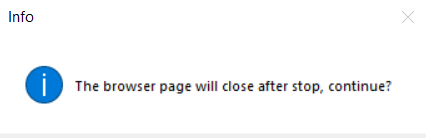 Info
The browser page will close after stop, continue?